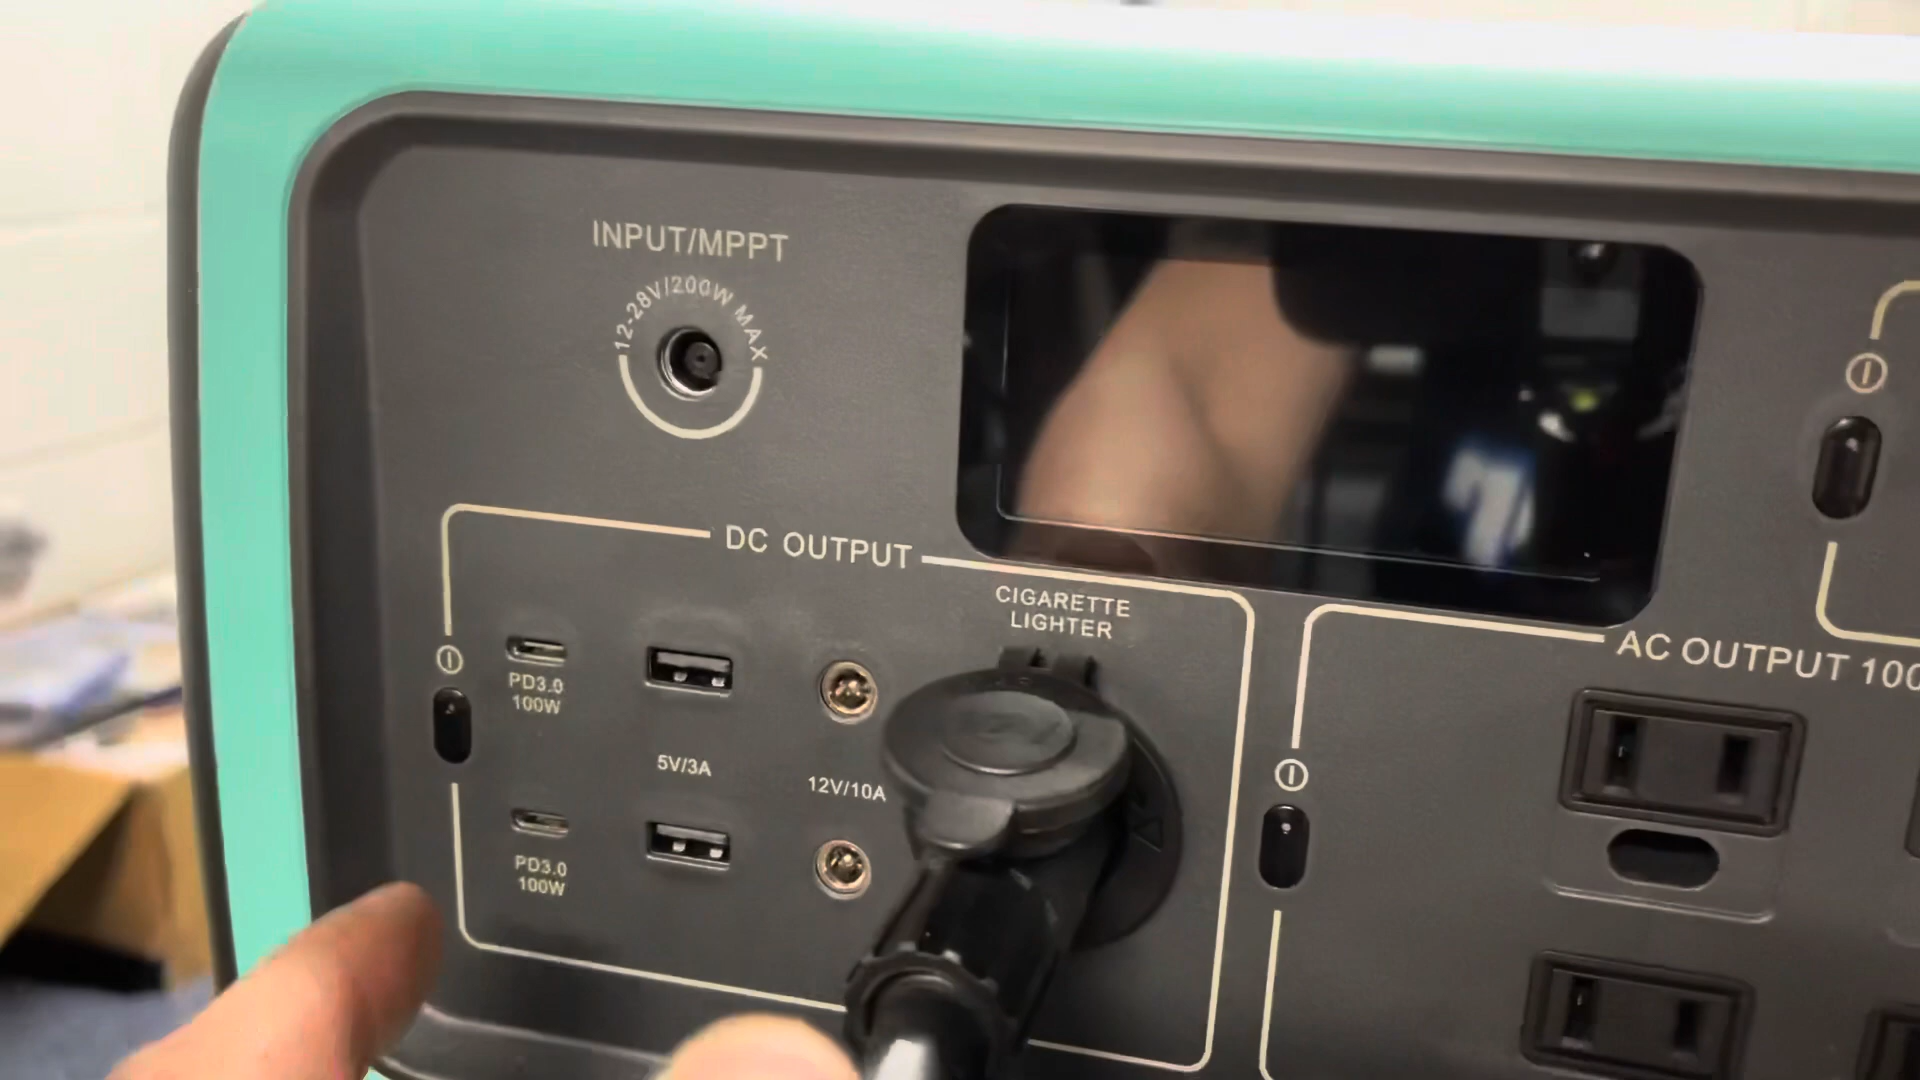 INPUT/MPPT
12-28V/200W MAX
DC OUTPUT
CIGARETTE
LIGHTER
PD3.0
100W
5V/3A
12V/10A
PD3.0
100W
AC OUTPUT 100